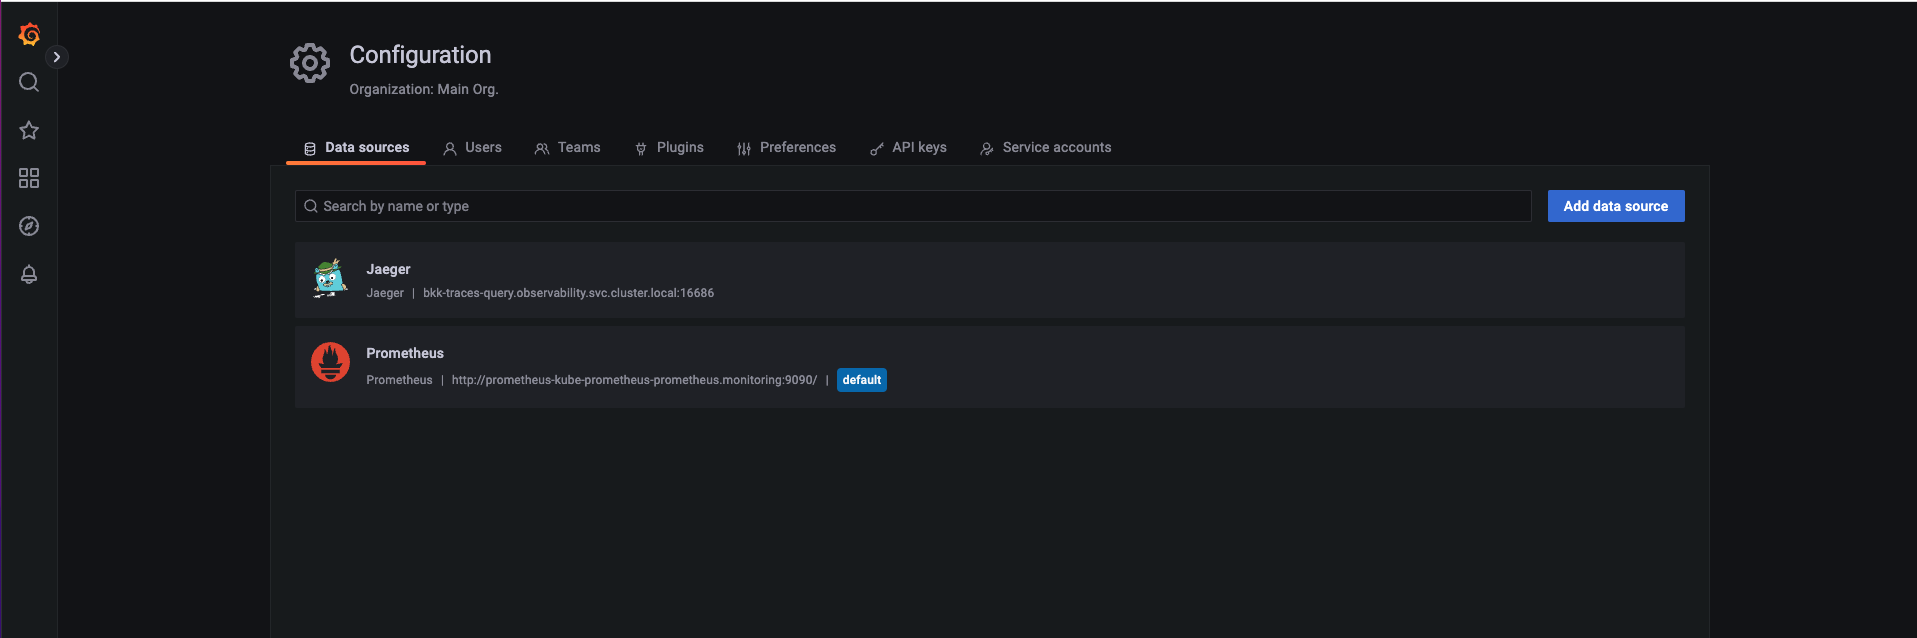 Configuration
Organization: Main Org.
Data sources Users Teams Plugins Preferences API keys Service accounts
Search by name or type Add data source
Jaeger
Jaeger | bkk-traces-query.observability.svc.cluster.local:16686
Prometheus
Prometheus | http://prometheus-kube-prometheus-prometheus.monitoring:9090/ | default